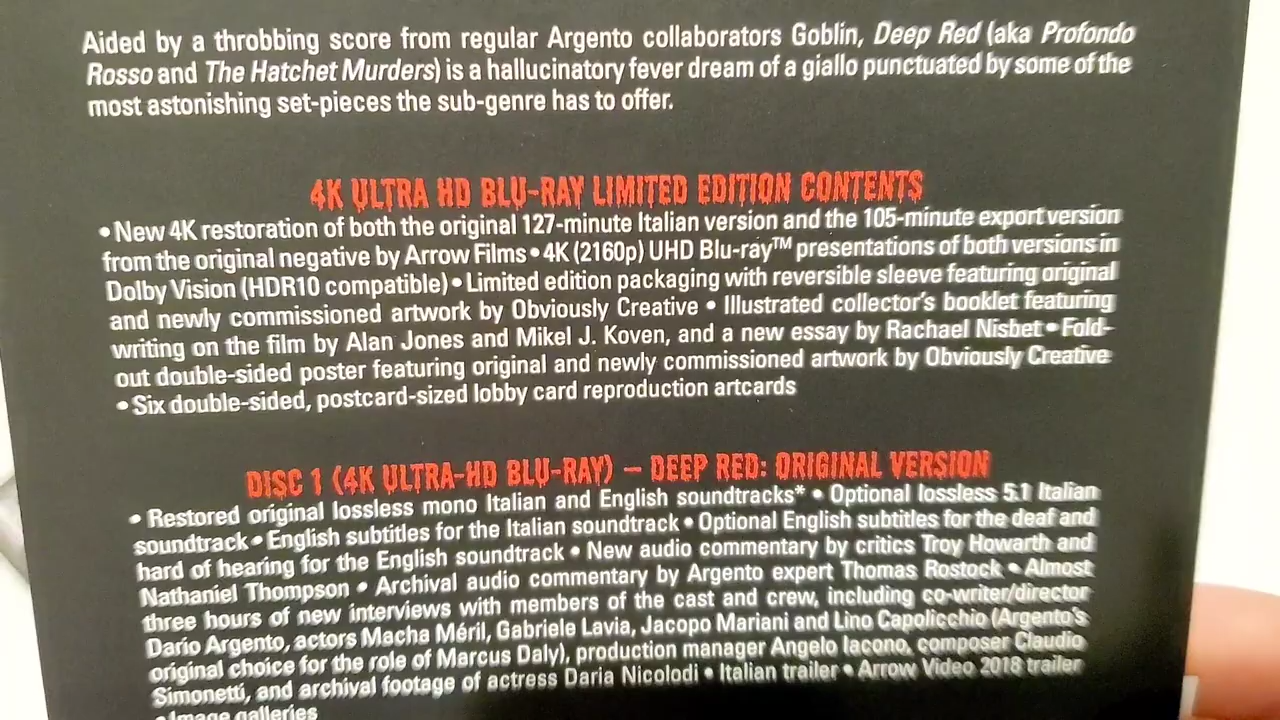 Aided by a throbbing score from regular Argento collaborators Goblin, Deep Red (aka Profondo
Rosso and The Hatchet Murders) is a hallucinatory fever dream of a giallo punctuated by some of the
most astonishing set-pieces the sub-genre has to offer.
4K ULTRA HD BLU-RAY LIMITED EDITION CONTENTS
• New 4K restoration of both the original 127-minute Italian version and the 105-minute export version
from the original negative by Arrow Films • 4K (2160p) UHD Blu-ray™ presentations of both versions in
Dolby Vision (HDR10 compatible) • Limited edition packaging with reversible sleeve featuring original
and newly commissioned artwork by Obviously Creative • Illustrated collector's booklet featuring
writing on the film by Alan Jones and Mikel J. Koven, and a new essay by Rachael Nisbet • Fold-
out double-sided poster featuring original and newly commissioned artwork by Obviously Creative
• Six double-sided, postcard-sized lobby card reproduction artcards
DISC 1 (4K ULTRA-HD BLU-RAY) – DEEP RED: ORIGINAL VERSION
• Restored original lossless mono Italian and English soundtracks* • Optional lossless 5.1 Italian
soundtrack • English subtitles for the Italian soundtrack • Optional English subtitles for the deaf and
hard of hearing for the English soundtrack • New audio commentary by critics Troy Howarth and
Nathaniel Thompson • Archival audio commentary by Argento expert Thomas Rostock • Almost
three hours of new interviews with members of the cast and crew, including co-writer/director
Dario Argento, actors Macha Méril, Gabriele Lavia, Jacopo Mariani and Lino Capolicchio (Argento's
original choice for the role of Marcus Daly), production manager Angelo Iacono, composer Claudio
Simonetti, and archival footage of actress Daria Nicolodi • Italian trailer • Arrow Video 2018 trailer
• Image galleries